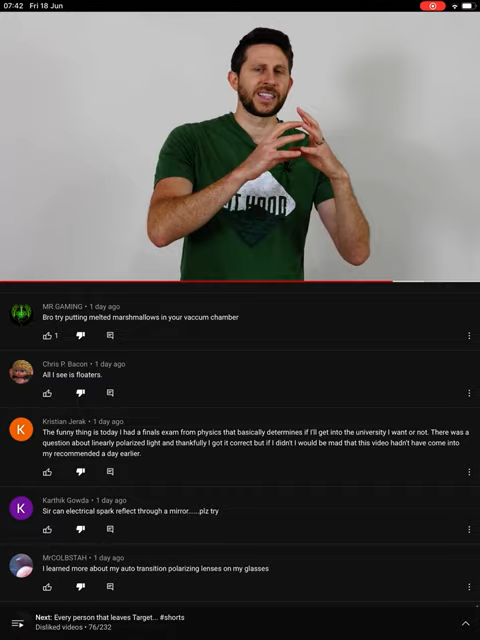 07:42 Fri 18 Jun
MR.GAMING • 1 day ago
Bro try putting melted marshmallows in your vaccum chamber
1
Chris P. Bacon • 1 day ago
All I see is floaters.
K
Kristian Jerak • 1 day ago
The funny thing is today I had a finals exam from physics that basically determines if I'll get into the university I want or not. There was a
question about linearly polarized light and thankfully I got it correct but if I didn't I would be mad that this video hadn't have come into
my recommended a day earlier.
K
Karthik Gowda • 1 day ago
Sir can electrical spark reflect through a mirror......plz try
MrCOLBSTAH • 1 day ago
I learned more about my auto transition polarizing lenses on my glasses
Next: Every person that leaves Target... #shorts
Disliked videos • 76/232